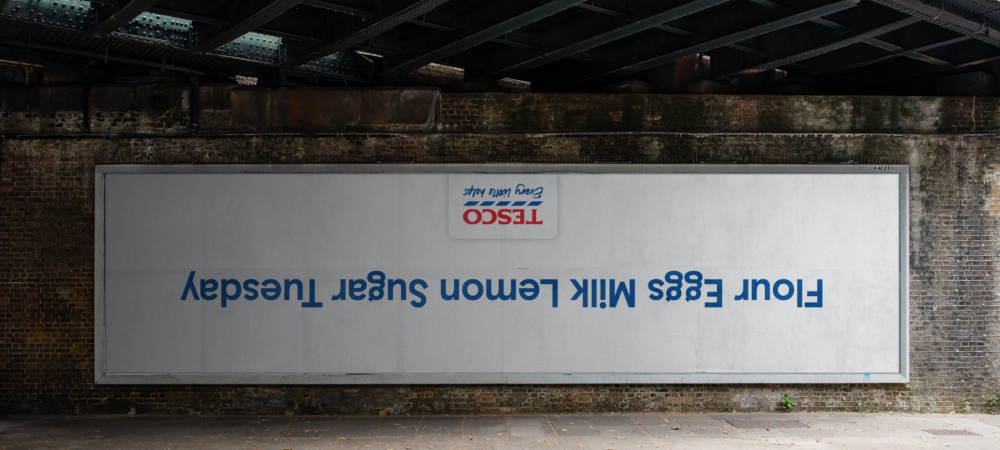 Flour Eggs Milk Lemon Sugar Tuesday
TESCO
Every little helps